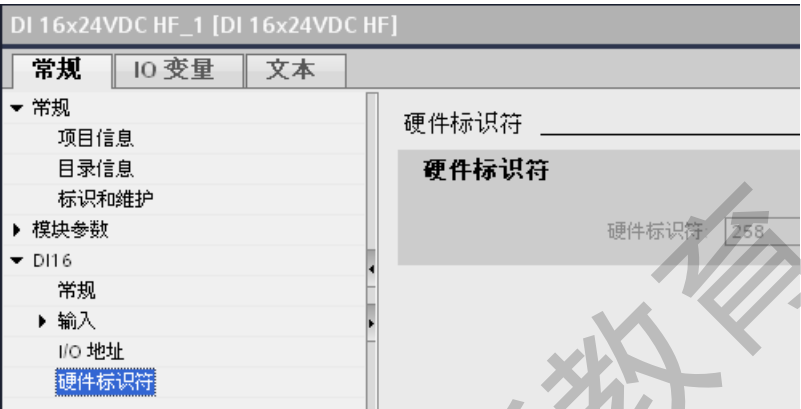 DI 16x24VDC HF_1 [DI 16x24VDC HF]
常规 IO 变量 文本
常规
项目信息
目录信息
标识和维护
模块参数
DI16
常规
输入
I/O 地址
硬件标识符
硬件标识符
硬件标识符
硬件标识符 258
教育